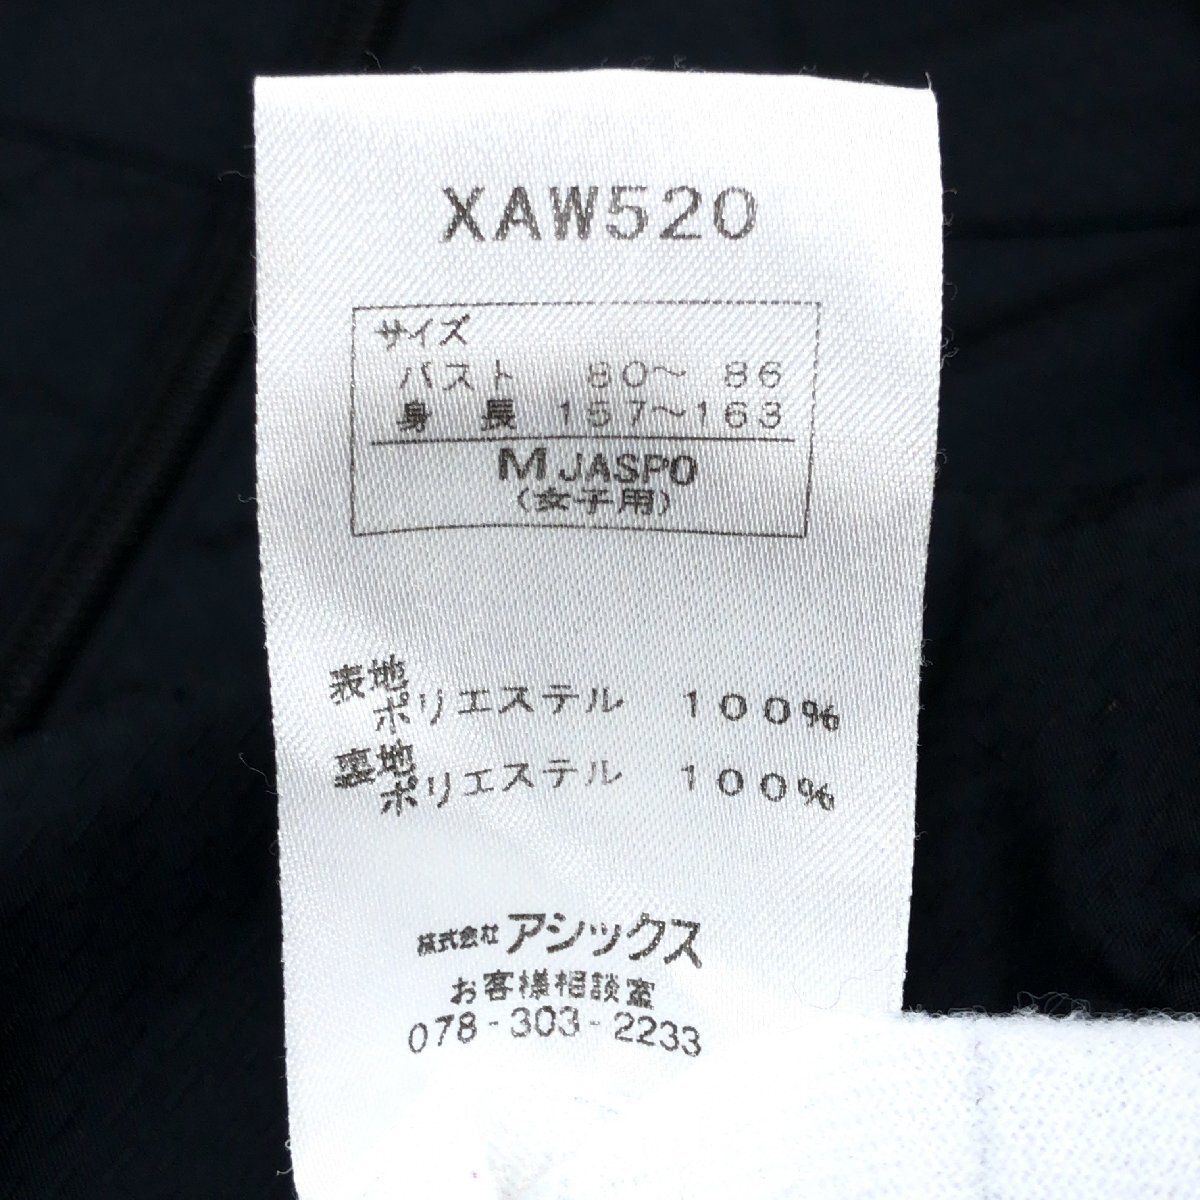 XAW520
サイズ
バスト 80～ 86
身 長 157～163
M JASPO
(女子用)
表地
ポリエステル 100%
裏地
ポリエステル 100%
株式会社 アシックス
お客様相談室
078-303-2233